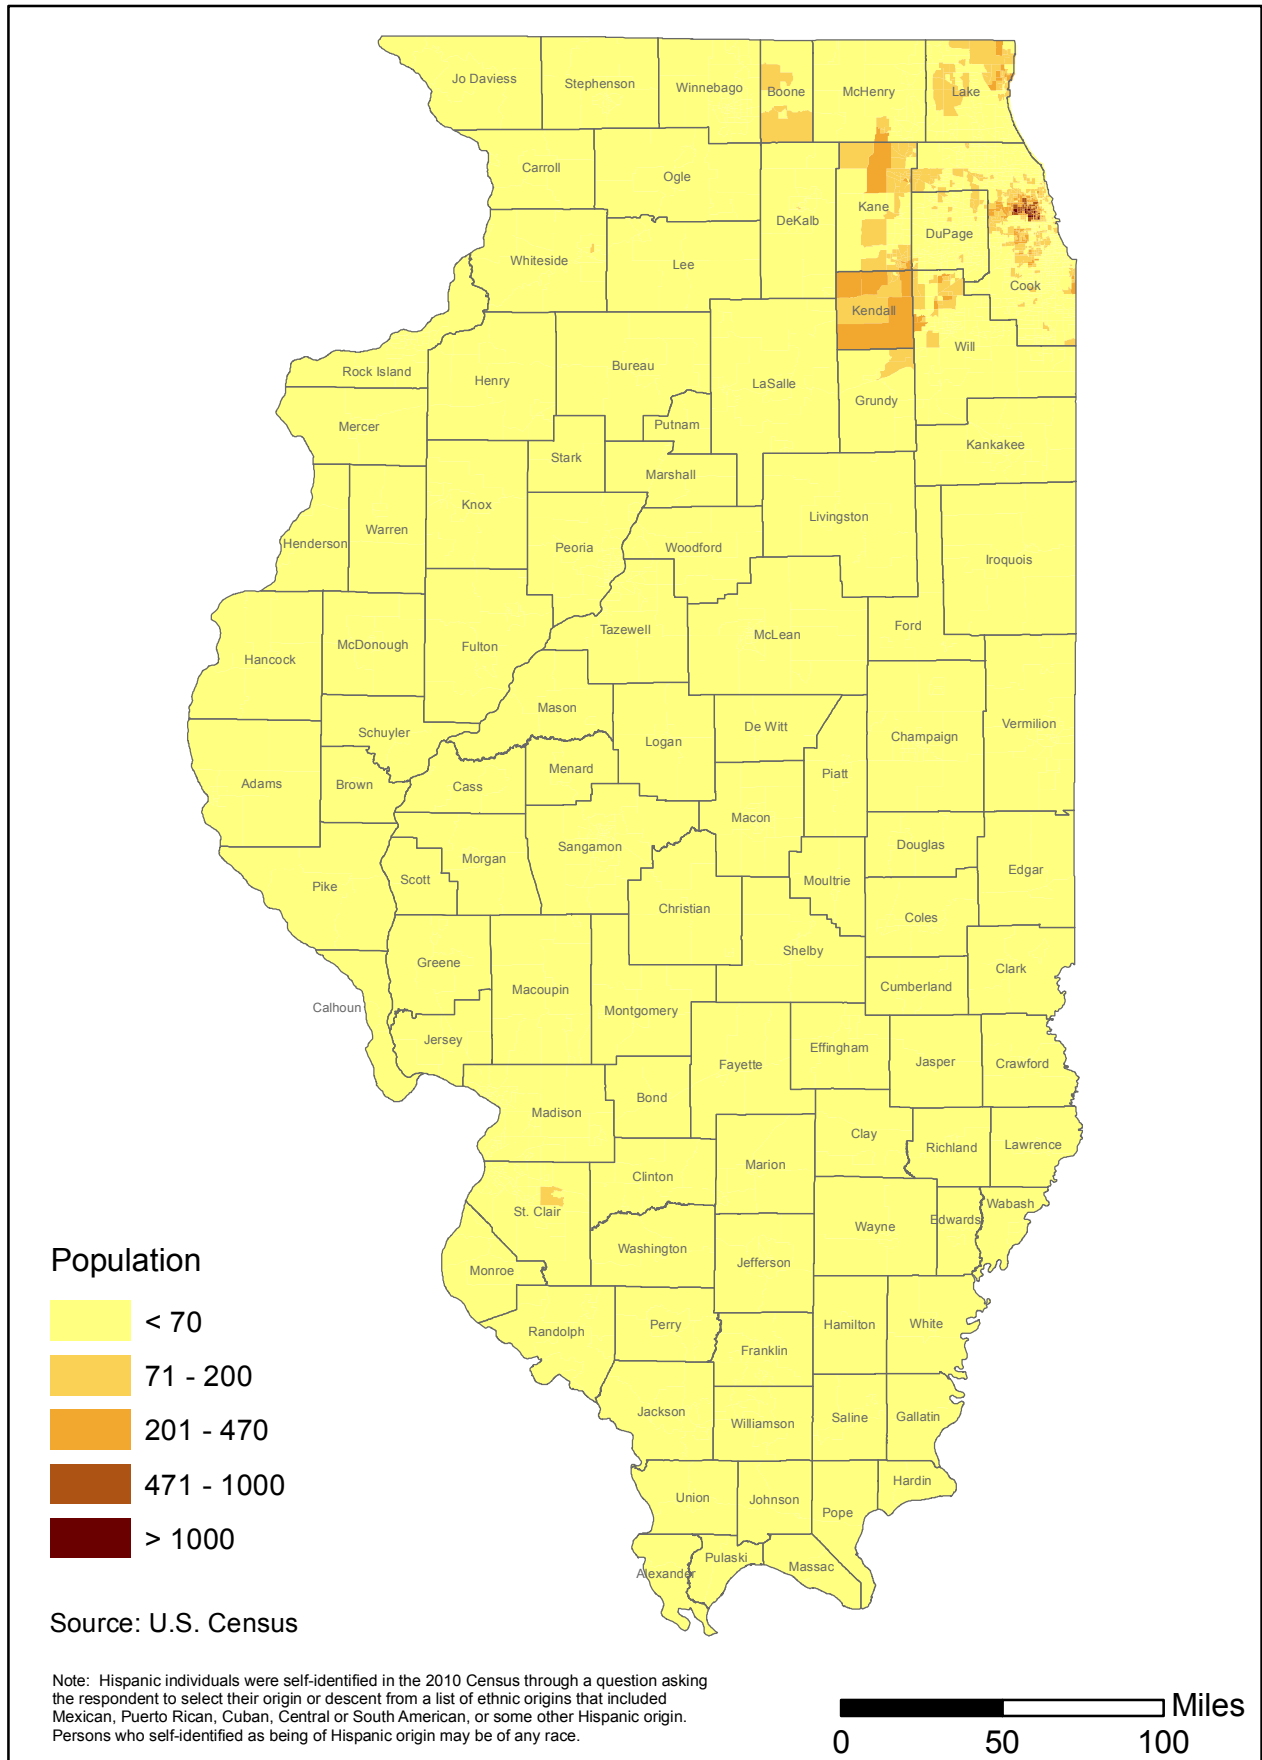 Jo Daviess
Stephenson
Winnebago
Boone
McHenry
Lake
Carroll
Ogle
DeKalb
Kane
DuPage
Cook
Whiteside
Lee
Kendall
Will
Rock Island
Henry
Bureau
LaSalle
Grundy
Mercer
Putnam
Kankakee
Stark
Marshall
Knox
Livingston
Henderson
Warren
Peoria
Woodford
Iroquois
Tazewell
McLean
Ford
Hancock
McDonough
Fulton
Mason
Schuyler
Logan
De Witt
Champaign
Vermilion
Adams
Brown
Cass
Menard
Piatt
Macon
Sangamon
Douglas
Morgan
Scott
Pike
Moultrie
Edgar
Christian
Coles
Shelby
Greene
Macoupin
Clark
Cumberland
Calhoun
Montgomery
Jersey
Effingham
Fayette
Jasper
Crawford
Bond
Madison
Clay
Richland
Lawrence
Marion
Clinton
St. Clair
Wabash
Wayne
Edwards
Washington
Jefferson
Monroe
Randolph
Perry
Hamilton
White
Franklin
Jackson
Williamson
Saline
Gallatin
Hardin
Union
Johnson
Pope
Pulaski
Massac
Alexander
Population
< 70
71 - 200
201 - 470
471 - 1000
> 1000
Source: U.S. Census
Note: Hispanic individuals were self-identified in the 2010 Census through a question asking
the respondent to select their origin or descent from a list of ethnic origins that included
Mexican, Puerto Rican, Cuban, Central or South American, or some other Hispanic origin.
Persons who self-identified as being of Hispanic origin may be of any race.
Miles
0 50 100